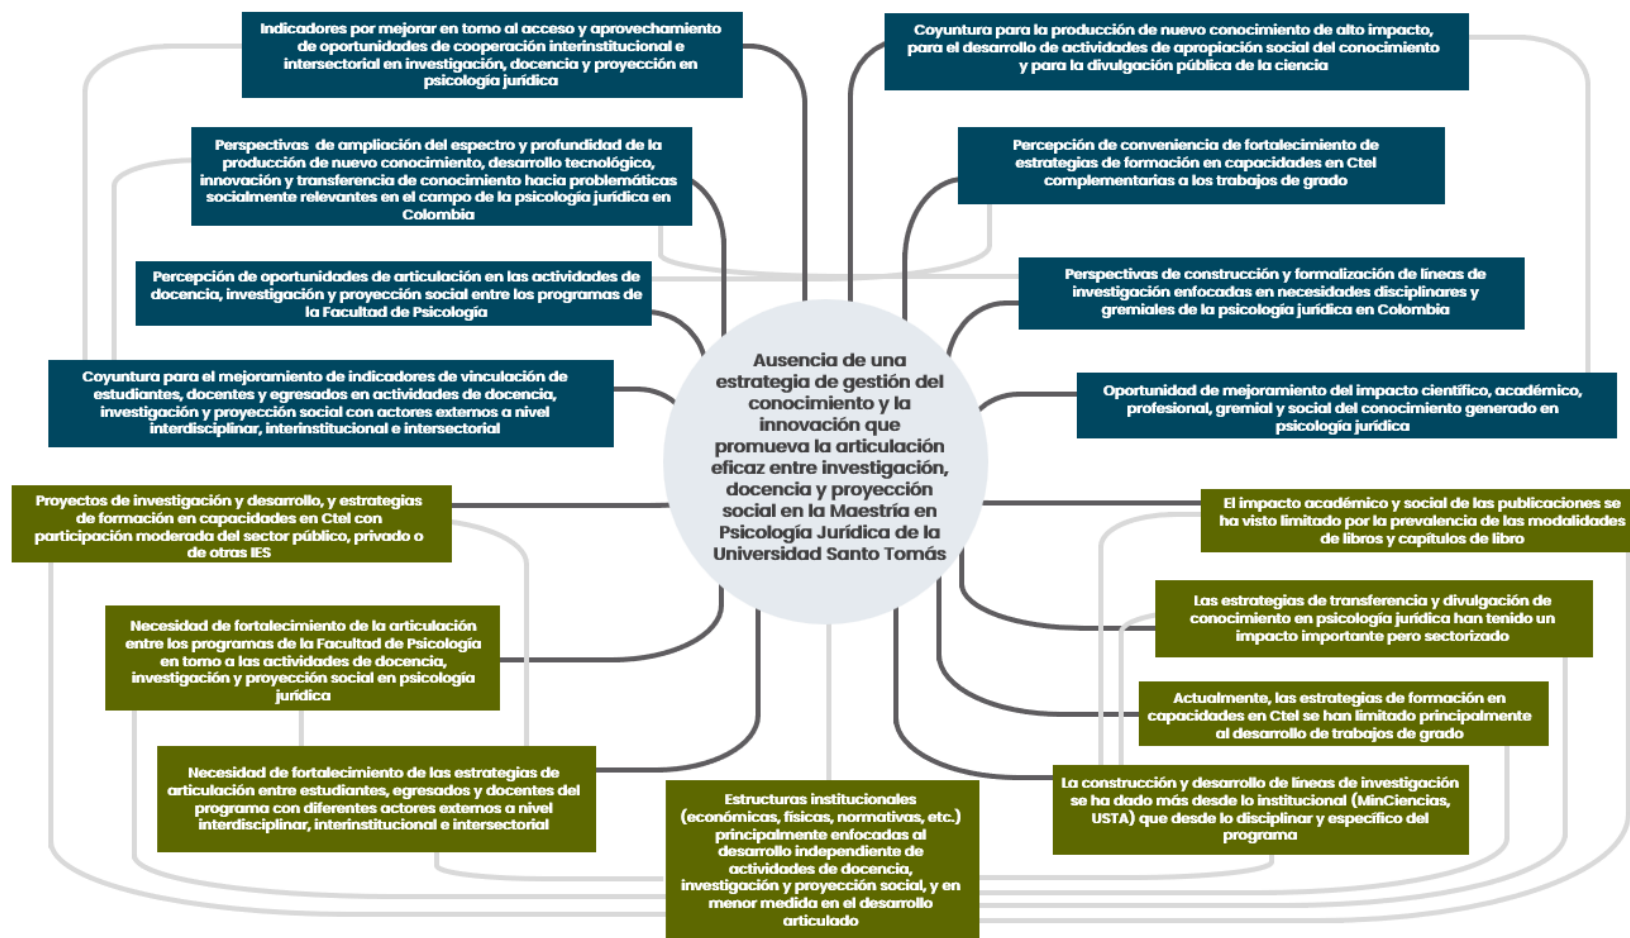 Indicadores por mejorar en torno al acceso y aprovechamiento
de oportunidades de cooperación interinstitucional e
intersectorial en investigación, docencia y proyección en
psicología jurídica
Coyuntura para la producción de nuevo conocimiento de alto impacto,
para el desarrollo de actividades de apropiación social del conocimiento
y para la divulgación pública de la ciencia
Perspectivas de ampliación del espectro y profundidad de la
producción de nuevo conocimiento, desarrollo tecnológico,
innovación y transferencia de conocimiento hacia problemáticas
socialmente relevantes en el campo de la psicología jurídica en
Colombia
Percepción de conveniencia de fortalecimiento de
estrategias de formación en capacidades en CteI
complementarias a los trabajos de grado
Percepción de oportunidades de articulación en las actividades de
docencia, investigación y proyección social entre los programas de
la Facultad de Psicología
Perspectivas de construcción y formalización de líneas de
investigación enfocadas en necesidades disciplinares y
gremiales de la psicología jurídica en Colombia
Coyuntura para el mejoramiento de indicadores de vinculación de
estudiantes, docentes y egresados en actividades de docencia,
investigación y proyección social con actores externos a nivel
interdisciplinar, interinstitucional e intersectorial
Oportunidad de mejoramiento del impacto científico, académico,
profesional, gremial y social del conocimiento generado en
psicología jurídica
Ausencia de una
estrategia de gestión del
conocimiento y la
innovación que
promueva la articulación
eficaz entre investigación,
docencia y proyección
social en la Maestría en
Psicología Jurídica de la
Universidad Santo Tomás
Proyectos de investigación y desarrollo, y estrategias
de formación en capacidades en CteI con
participación moderada del sector público, privado o
de otras IES
El impacto académico y social de las publicaciones se
ha visto limitado por la prevalencia de las modalidades
de libros y capítulos de libro
Necesidad de fortalecimiento de la articulación
entre los programas de la Facultad de Psicología
en torno a las actividades de docencia,
investigación y proyección social en psicología
jurídica
Las estrategias de transferencia y divulgación de
conocimiento en psicología jurídica han tenido un
impacto importante pero sectorizado
Actualmente, las estrategias de formación en
capacidades en CteI se han limitado principalmente
al desarrollo de trabajos de grado
Necesidad de fortalecimiento de las estrategias de
articulación entre estudiantes, egresados y docentes del
programa con diferentes actores externos a nivel
interdisciplinar, interinstitucional e intersectorial
La construcción y desarrollo de líneas de investigación
se ha dado más desde lo institucional (MinCiencias,
USTA) que desde lo disciplinar y específico del
programa
Estructuras institucionales
(económicas, físicas, normativas, etc.)
principalmente enfocadas al
desarrollo independiente de
actividades de docencia,
investigación y proyección social, y en
menor medida en el desarrollo
articulado